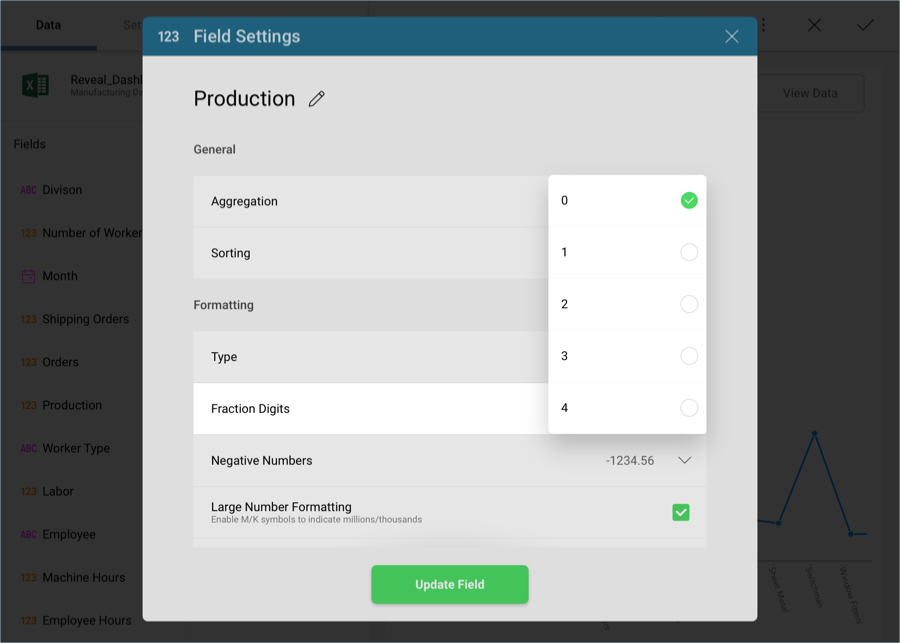 Data
Set
123 Field Settings
Reveal_Dashl
Manufacturing Da
View Data
Production
Fields
General
ABC Divison
Aggregation
0
123 Number of Worker
Sorting
1
Month
Formatting
2
123 Shipping Orders
Type
3
123 Orders
Fraction Digits
4
123 Production
ABC Worker Type
Negative Numbers
-1234.56
123 Labor
Large Number Formatting
Enable M/K symbols to indicate millions/thousands
ABC Employee
123 Machine Hours
Update Field
Sheet Metal
Switchman
Window Fixers
123 Employee Hours